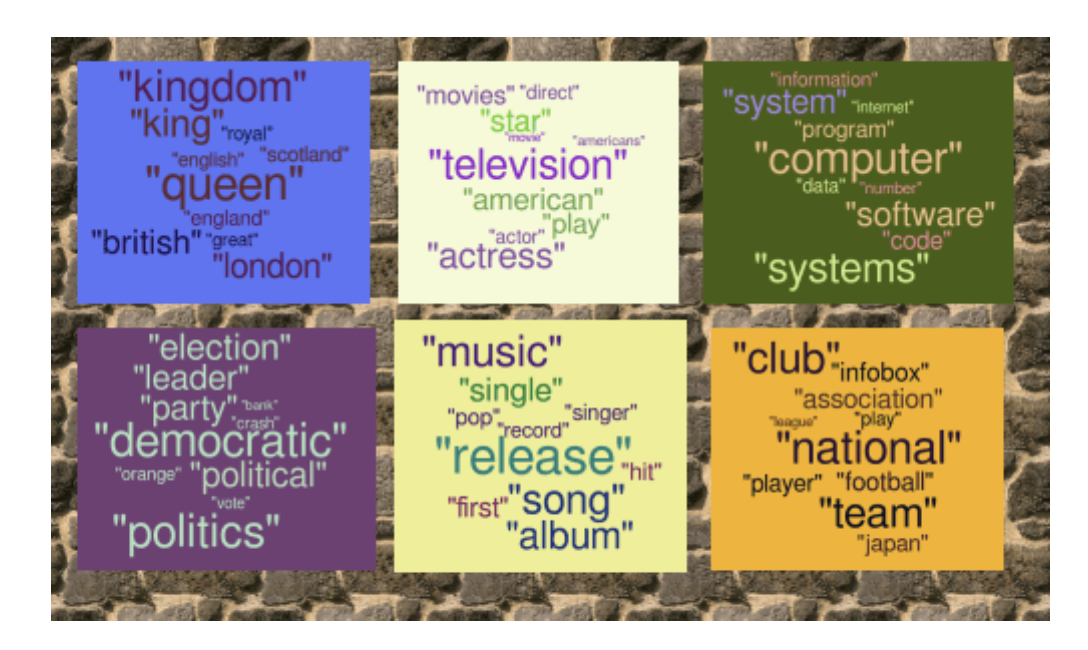 "kingdom"
"king" "royal"
"english" "scotland"
"queen"
"england"
"british" "great"
"london"
"movies" "direct"
"star"
"movie" "americans"
"television"
"american"
"play"
"actor"
"actress"
"information"
"system" "internet"
"program"
"computer"
"data" "number"
"software"
"code"
"systems"
"election"
"leader"
"party" "bank"
"crash"
"democratic"
"orange" "political"
"vote"
"politics"
"music"
"single"
"pop" "singer"
"record"
"release" "hit"
"first" "song"
"album"
"club" "infobox"
"association"
"league" "play"
"national"
"player" "football"
"team"
"japan"